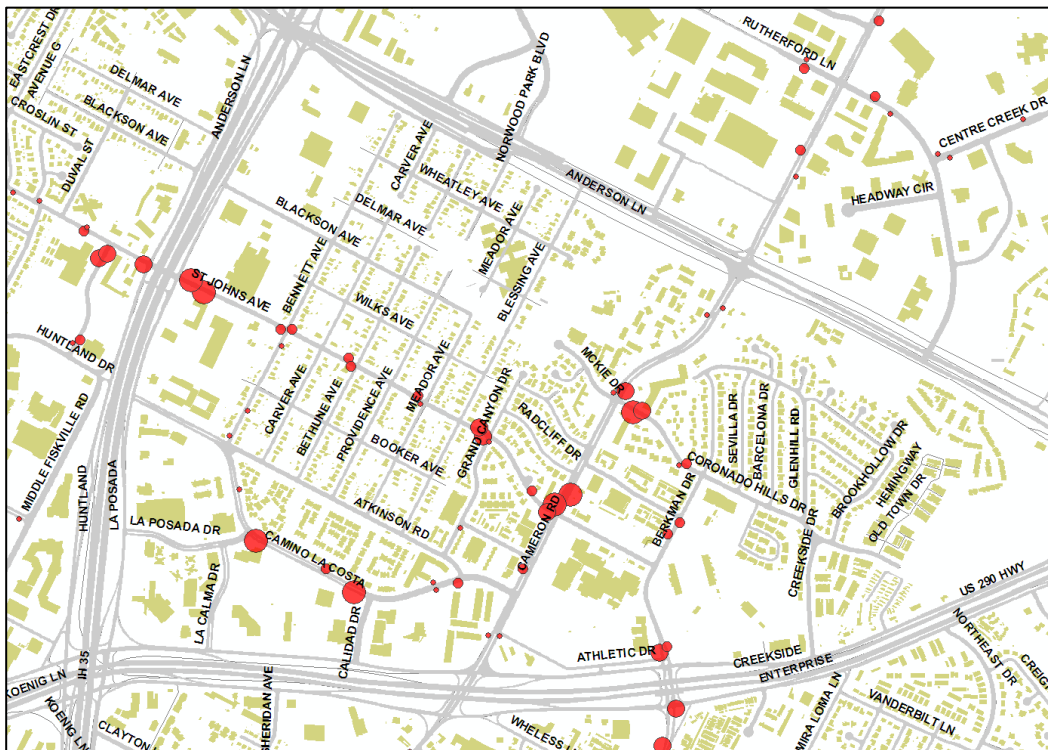 EASTCREST DR
AVENUE G
DELMAR AVE
BLACKSON AVE
CROSLIN ST
DUVAL ST
ANDERSON LN
NORWOOD PARK BLVD
RUTHERFORD LN
CENTRE CREEK DR
HEADWAY CIR
CARVER AVE
WHEATLEY AVE
ANDERSON LN
DELMAR AVE
BLACKSON AVE
MEADOR AVE
BLESSING AVE
BENNETT AVE
ST JOHNS AVE
WILKS AVE
HUNTLAND DR
MCKIE DR
MEADOR AVE
GRAND CANYON DR
RADCLIFF DR
CARVER AVE
BETHUNE AVE
PROVIDENCE AVE
BOOKER AVE
SEVILLA DR
BARCELONA DR
GLENHILL RD
BROOKHOLLOW DR
HEMINGWAY
OLD TOWN DR
CORONADO HILLS DR
MIDDLE FISKVILLE RD
HUNTLAND
LA POSADA
LA POSADA DR
ATKINSON RD
CAMERON RD
BERKMAN DR
CREEKSIDE DR
CAMINO LA COSTA
LA CALMA DR
CALIDAD DR
US 290 HWY
NORTHEAST DR
ATHLETIC DR
CREEKSIDE
ENTERPRISE
KOENIG LN
IH 35
SHERIDAN AVE
KOENIG LN
CLAYTON
WHELESS
MIRA LOMA LN
VANDERBILT LN
CREIG